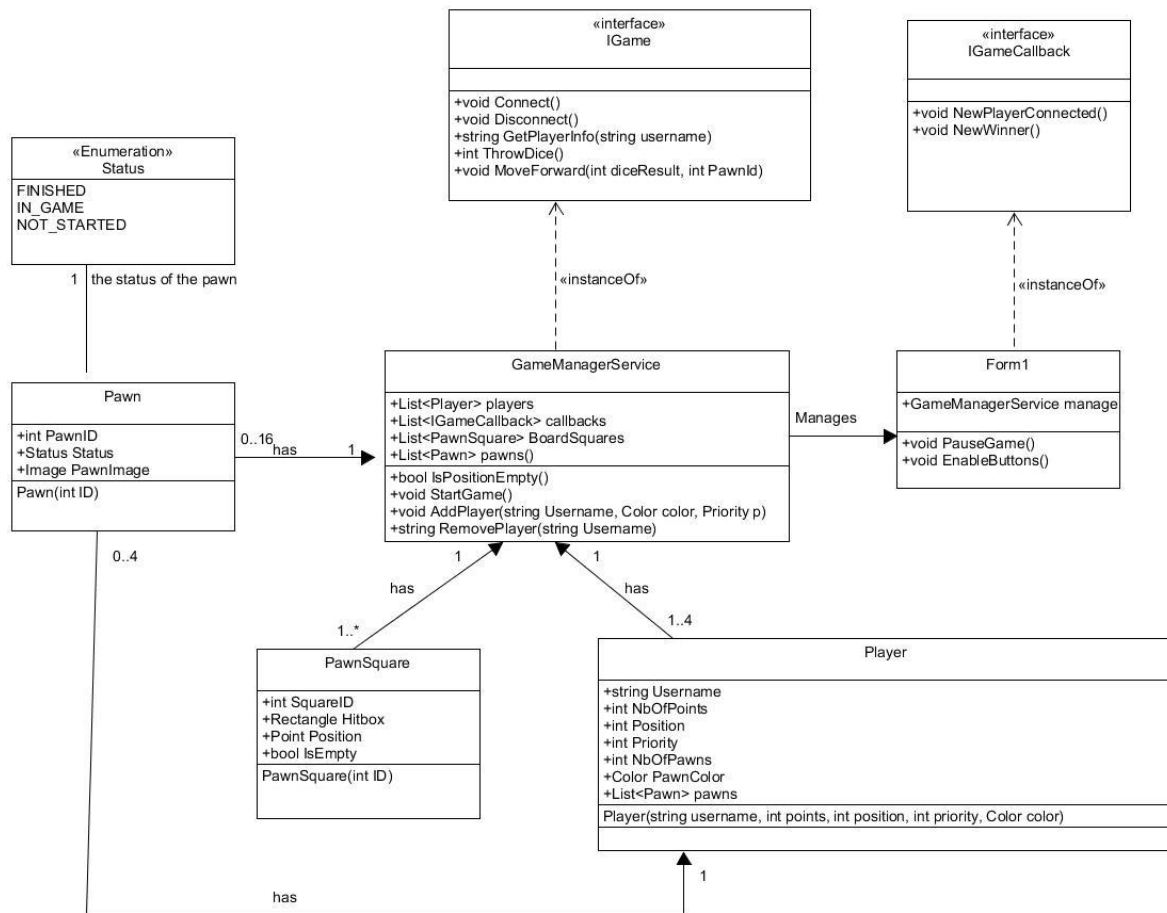 «interface»
IGame
+void Connect()
+void Disconnect()
+string GetPlayerInfo(string username)
+int ThrowDice()
+void MoveForward(int diceResult, int PawnId)
«interface»
IGameCallback
+void NewPlayerConnected()
+void NewWinner()
«Enumeration»
Status
FINISHED
IN_GAME
NOT_STARTED
1
the status of the pawn
«instanceOf»
«instanceOf»
Pawn
+int PawnID
+Status Status
+Image PawnImage
Pawn(int ID)
0..16
has
1
GameManagerService
+List<Player> players
+List<IGameCallback> callbacks
+List<PawnSquare> BoardSquares
+List<Pawn> pawns()
+bool IsPositionEmpty()
+void StartGame()
+void AddPlayer(string Username, Color color, Priority p)
+string RemovePlayer(string Username)
Manages
Form1
+GameManagerService manage
+void PauseGame()
+void EnableButtons()
0..4
1
has
1..*
1
has
1..4
PawnSquare
+int SquareID
+Rectangle Hitbox
+Point Position
+bool IsEmpty
PawnSquare(int ID)
Player
+string Username
+int NbOfPoints
+int Position
+int Priority
+int NbOfPawns
+Color PawnColor
+List<Pawn> pawns
Player(string username, int points, int position, int priority, Color color)
has
1